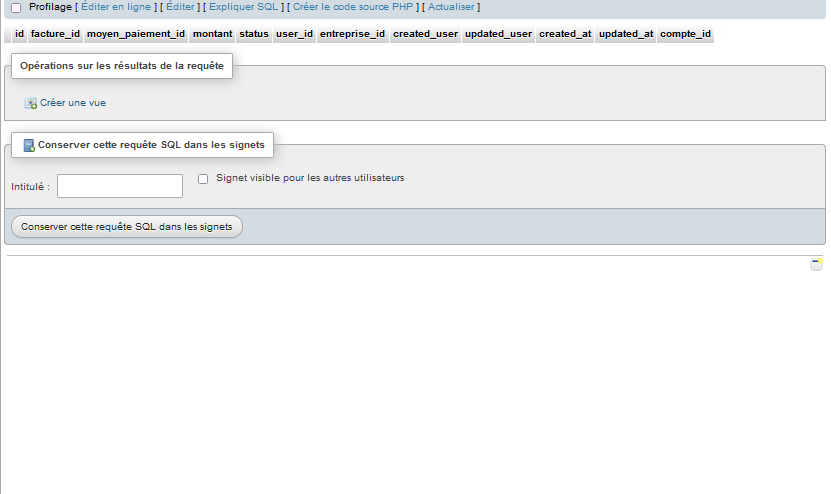 Profilage [ Éditer en ligne ] [ Éditer ] [ Expliquer SQL ] [ Créer le code source PHP ] [ Actualiser ]
id facture_id moyen_paiement_id montant status user_id entreprise_id created_user updated_user created_at updated_at compte_id
Opérations sur les résultats de la requête
Créer une vue
Conserver cette requête SQL dans les signets
Intitulé : Signet visible pour les autres utilisateurs
Conserver cette requête SQL dans les signets